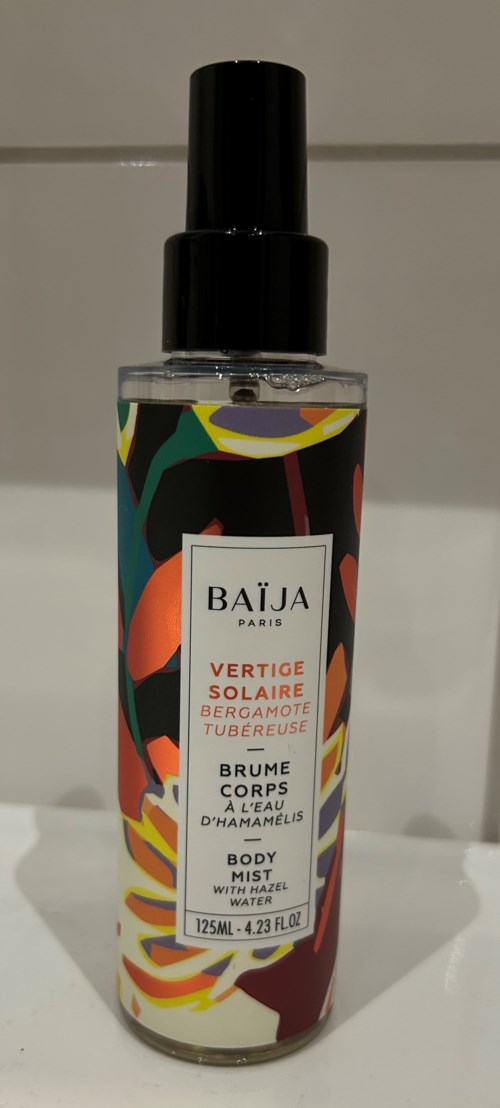 BAÏJA
PARIS
VERTIGE
SOLAIRE
BERGAMOTE
TUBÉREUSE
BRUME
CORPS
À L'EAU
D'HAMAMÉLIS
BODY
MIST
WITH HAZEL
WATER
125ML - 4.23 FL.OZ